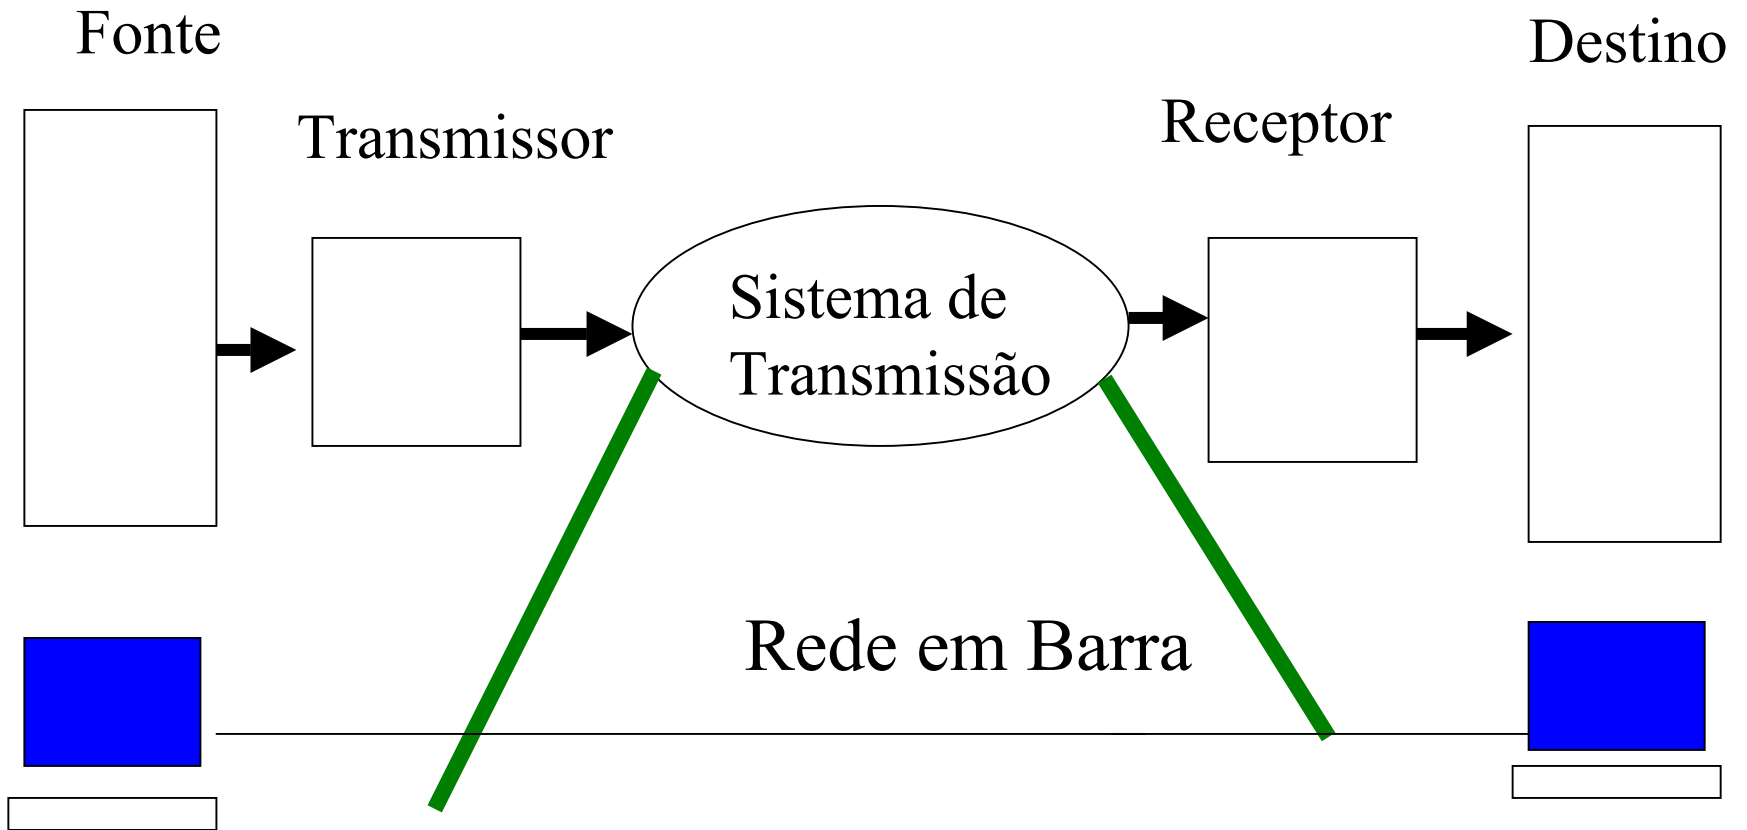 Fonte
Destino
Transmissor
Receptor
Sistema de
Transmissão
Rede em Barra